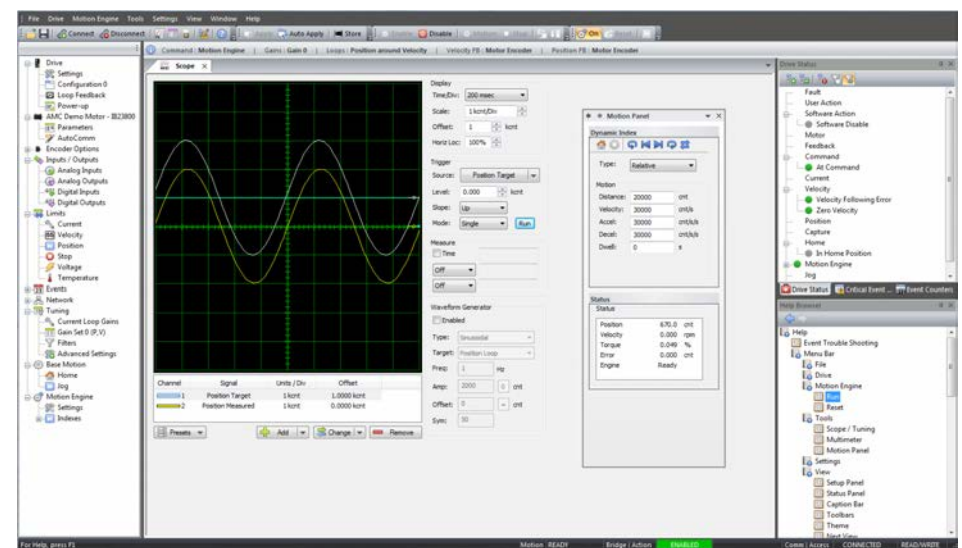 File Drive Motion Engine Tools Settings View Window Help
Connect Disconnect Auto Apply Store Disable On
Command : Motion Engine | Gains : Gain 0 | Loops : Position around Velocity | Velocity FB : Motor Encoder | Position FB : Motor Encoder
Drive
Settings
Configuration 0
Loop Feedback
Power-up
AMC Demo Motor - IB23800
Parameters
AutoComm
Encoder Options
Inputs / Outputs
Analog Inputs
Analog Outputs
Digital Inputs
Digital Outputs
Limits
Current
Velocity
Position
Stop
Voltage
Temperature
Events
Network
Tuning
Current Loop Gains
Gain Set 0 (P,V)
Filters
Advanced Settings
Base Motion
Home
Jog
Motion Engine
Settings
Indexes
Scope X
Channel Signal Units / Div Offset
1 Position Target 1 kcnt 1.0000 kcnt
2 Position Measured 1 kcnt 0.0000 kcnt
Presets Add Change Remove
Display
Time/Div: 200 msec
Scale: 1 kcnt/Div
Offset: 1 kcnt
Horiz Loc: 100%
Trigger
Source: Position Target
Level: 0.000 kcnt
Slope: Up
Mode: Single Run
Measure
Time
Off
Off
Waveform Generator
Enabled
Type: Sinusoidal
Target: Position Loop
Freq: 1 Hz
Amp: 2000 cnt
Offset: 0 cnt
Sym: 50
Motion Panel
Dynamic Index
Type: Relative
Motion
Distance: 20000 cnt
Velocity: 30000 cnt/s
Accel: 30000 cnt/s/s
Decel: 30000 cnt/s/s
Dwell: 0 s
Status
Status
Position 670.0 cnt
Velocity 0.000 rpm
Torque 0.049 %
Error 0.000 cnt
Engine Ready
Drive Status
Fault
User Action
Software Action
Software Disable
Motor
Feedback
Command
At Command
Current
Velocity
Velocity Following Error
Zero Velocity
Position
Capture
Home
In Home Position
Motion Engine
Jog
Drive Status Critical Event ... Event Counters
Help Browser
Help
Event Trouble Shooting
Menu Bar
File
Drive
Motion Engine
Run
Reset
Tools
Scope / Tuning
Multimeter
Motion Panel
Settings
View
Setup Panel
Status Panel
Caption Bar
Toolbars
Theme
Next View
For Help, press F1 Motion READY Bridge | Action ENABLED Comm | Access CONNECTED READ/WRITE